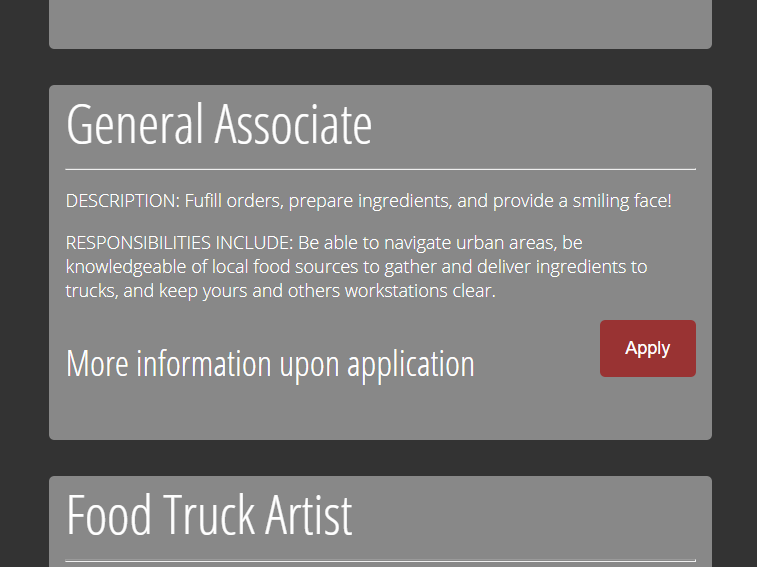 General Associate
DESCRIPTION: Fufill orders, prepare ingredients, and provide a smiling face!
RESPONSIBILITIES INCLUDE: Be able to navigate urban areas, be
knowledgeable of local food sources to gather and deliver ingredients to
trucks, and keep yours and others workstations clear.
More information upon application
Apply
Food Truck Artist